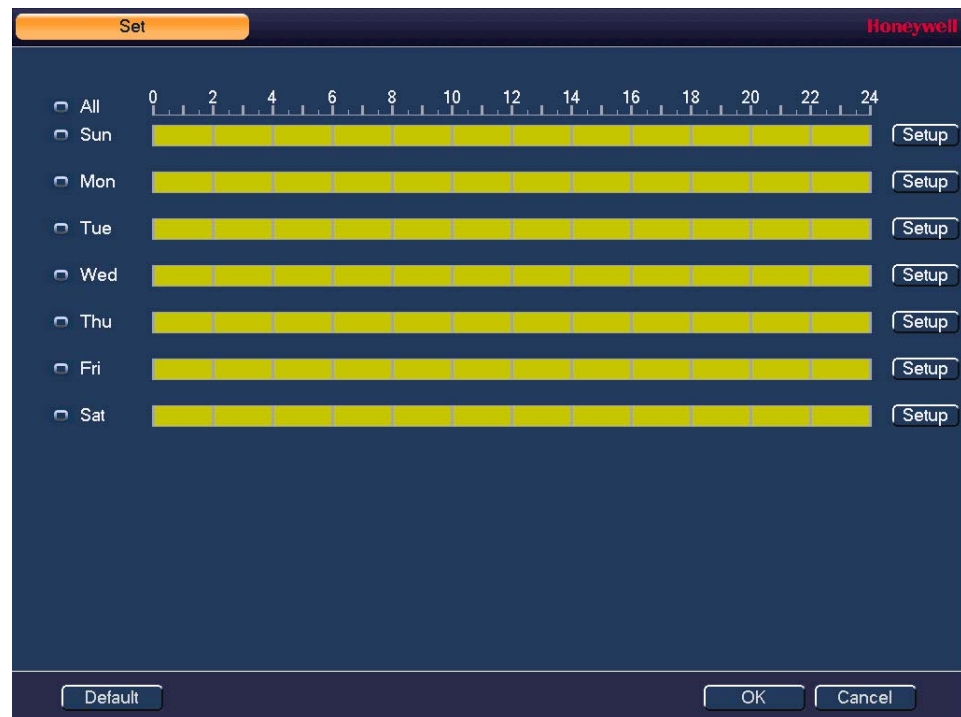 Set Honeywell
All 0 2 4 6 8 10 12 14 16 18 20 22 24
Sun Setup
Mon Setup
Tue Setup
Wed Setup
Thu Setup
Fri Setup
Sat Setup
Default OK Cancel